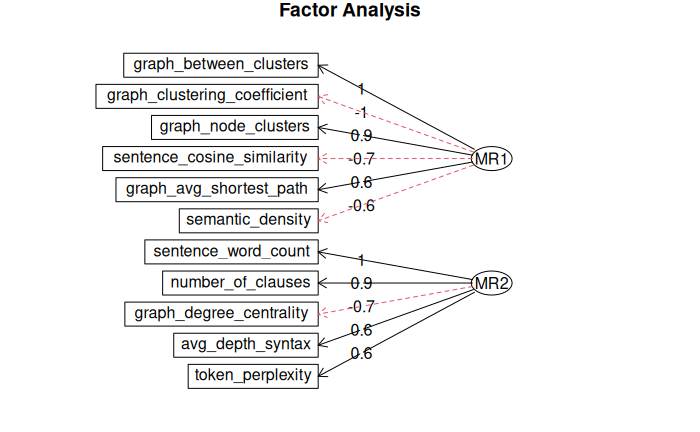 Factor Analysis
graph_between_clusters
1
graph_clustering_coefficient
-1
graph_node_clusters
0.9
sentence_cosine_similarity
-0.7
MR1
graph_avg_shortest_path
0.6
semantic_density
-0.6
sentence_word_count
1
number_of_clauses
0.9
MR2
graph_degree_centrality
-0.7
avg_depth_syntax
0.6
token_perplexity
0.6